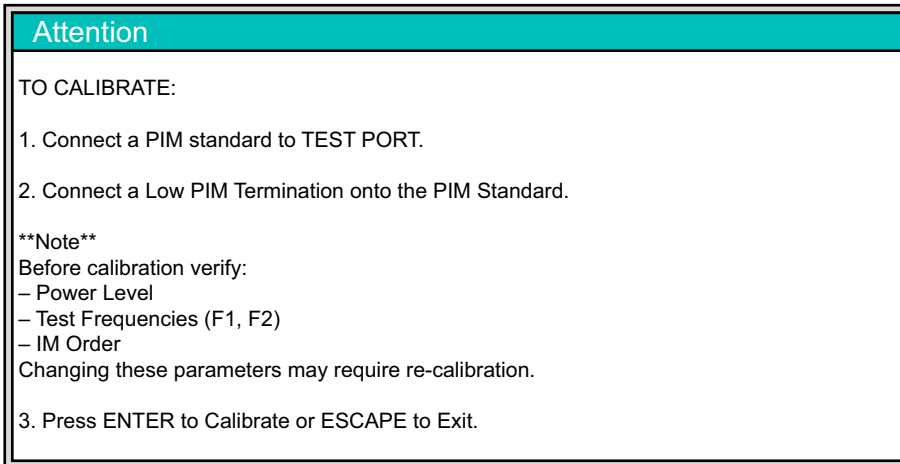 Attention
TO CALIBRATE:
1. Connect a PIM standard to TEST PORT.
2. Connect a Low PIM Termination onto the PIM Standard.
**Note**
Before calibration verify:
– Power Level
– Test Frequencies (F1, F2)
– IM Order
Changing these parameters may require re-calibration.
3. Press ENTER to Calibrate or ESCAPE to Exit.